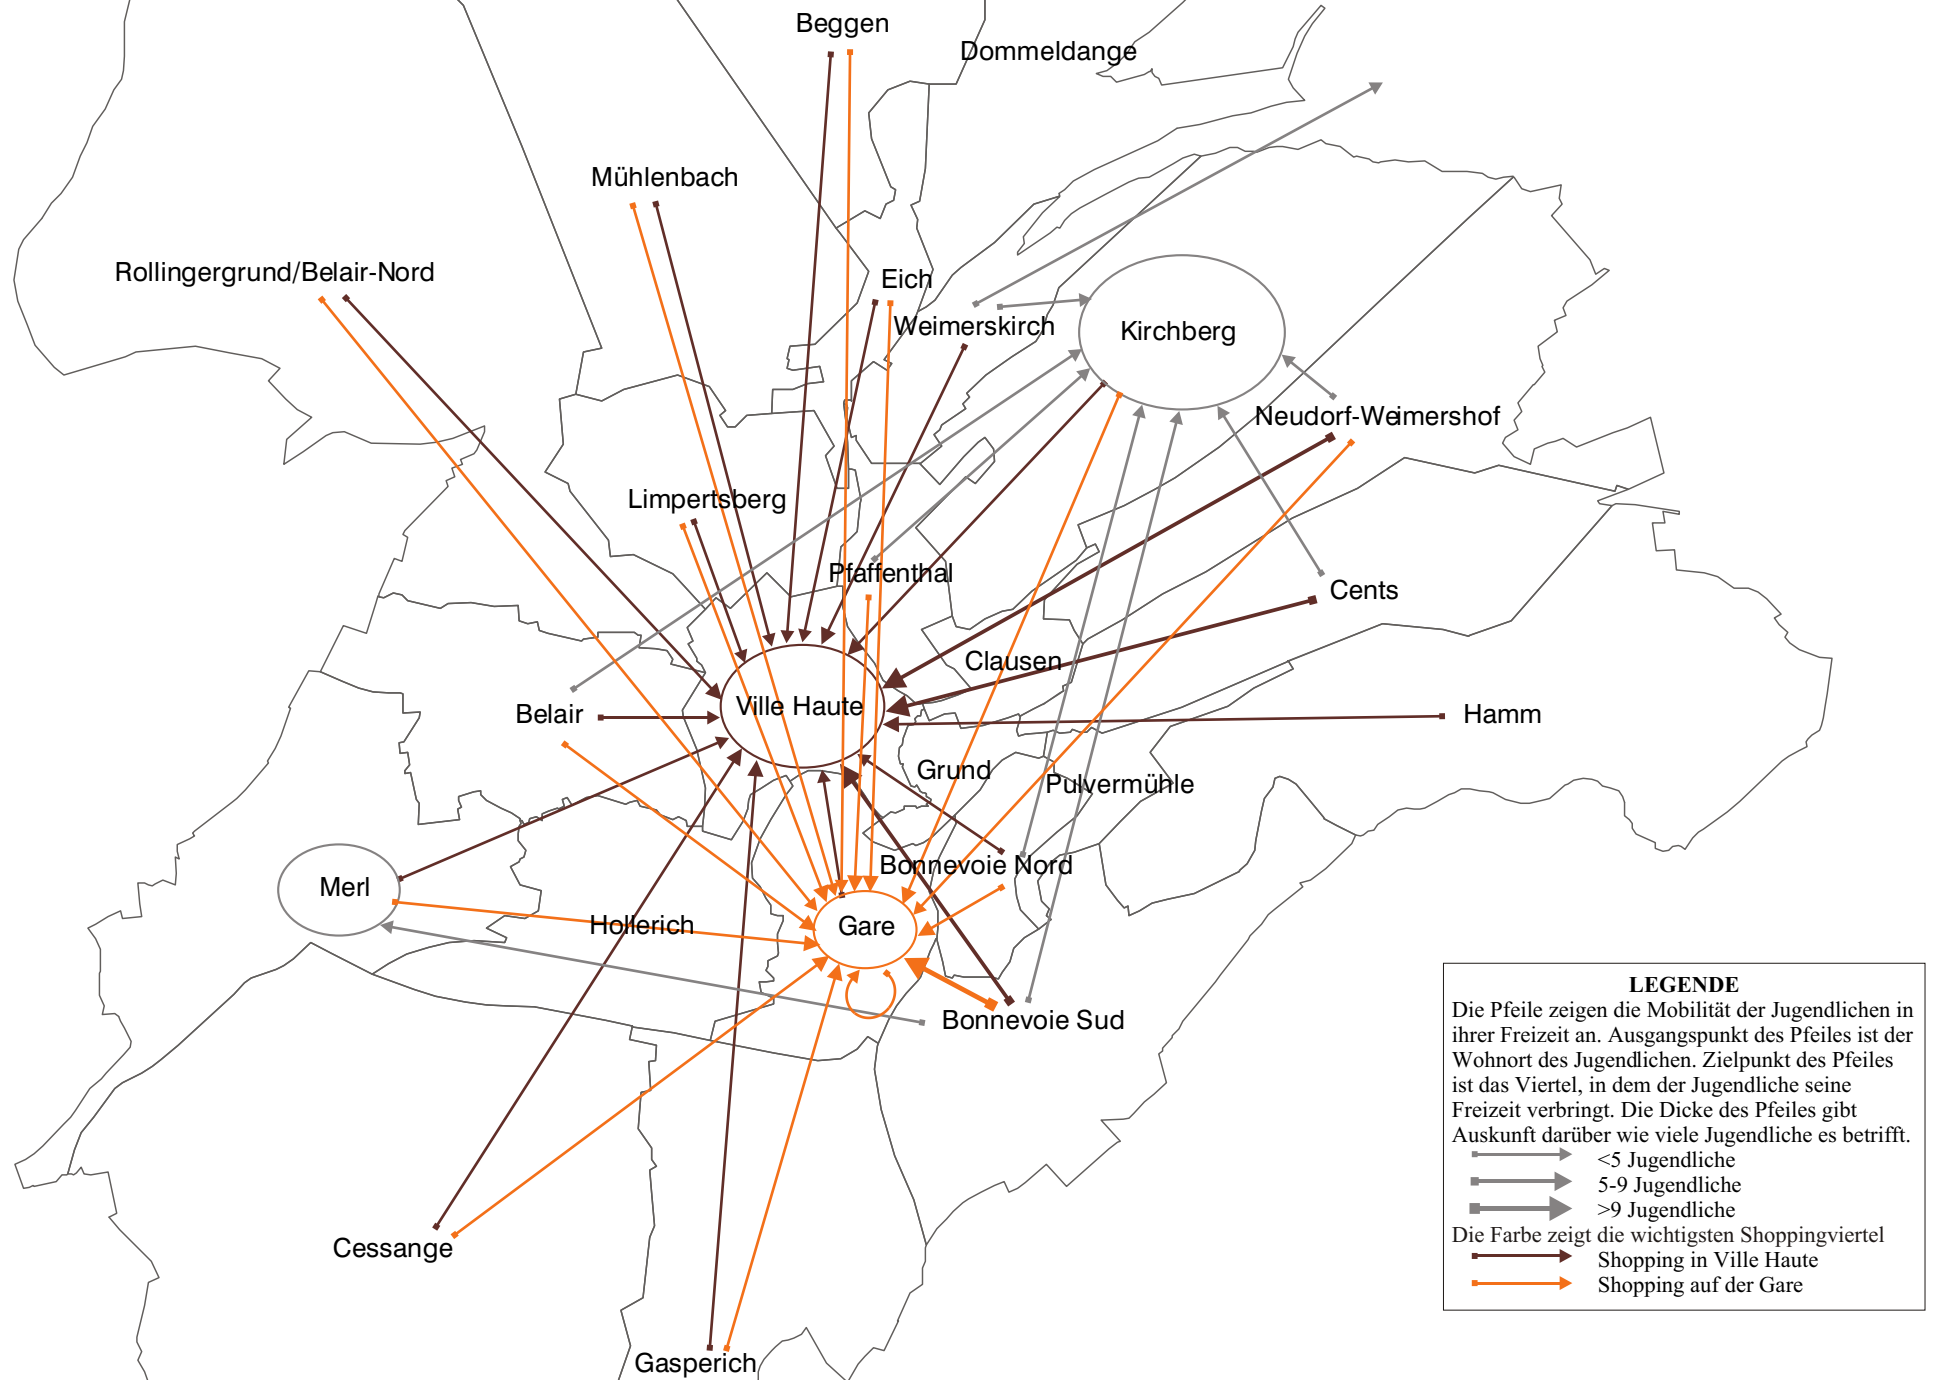 Beggen
Dommeldange
Mühlenbach
Rollingergrund/Belair-Nord
Eich
Weimerskirch
Kirchberg
Neudorf-Weimershof
Limpertsberg
Pfaffenthal
Cents
Clausen
Ville Haute
Belair
Hamm
Grund
Pulvermühle
Bonnevoie Nord
Merl
Hollerich
Gare
Bonnevoie Sud
Cessange
Gasperich
LEGENDE
Die Pfeile zeigen die Mobilität der Jugendlichen in
ihrer Freizeit an. Ausgangspunkt des Pfeiles ist der
Wohnort des Jugendlichen. Zielpunkt des Pfeiles
ist das Viertel, in dem der Jugendliche seine
Freizeit verbringt. Die Dicke des Pfeiles gibt
Auskunft darüber wie viele Jugendliche es betrifft.
<5 Jugendliche
5-9 Jugendliche
>9 Jugendliche
Die Farbe zeigt die wichtigsten Shoppingviertel
Shopping in Ville Haute
Shopping auf der Gare